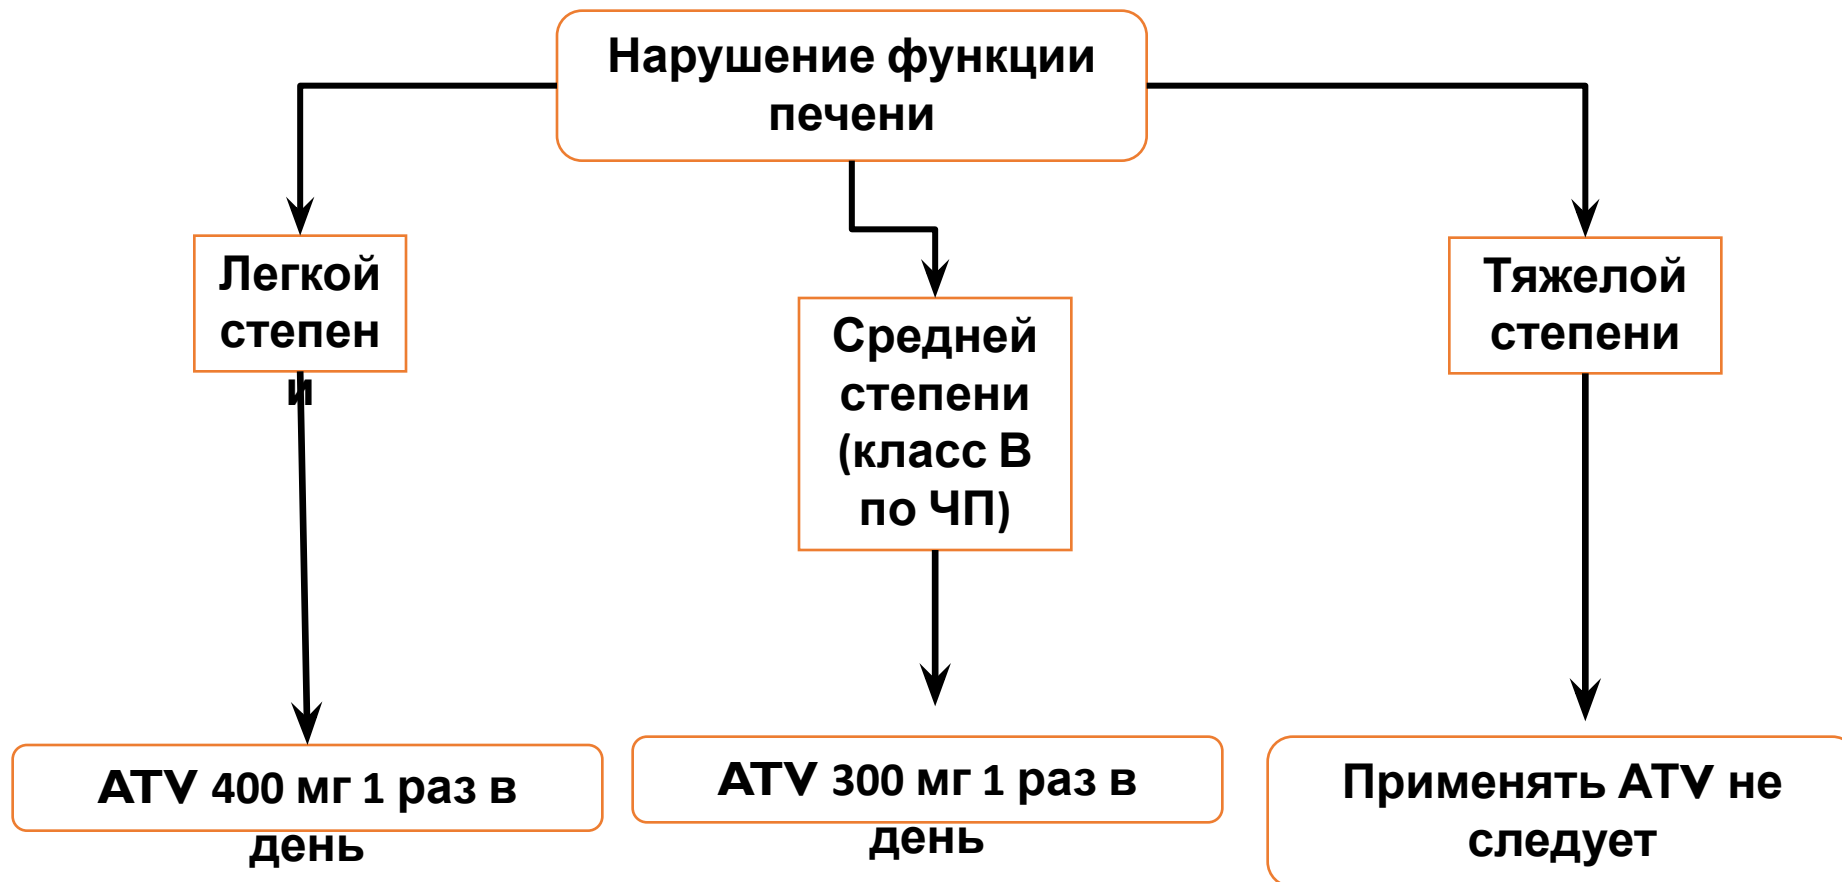 Нарушение функции
печени
Легкой
степен
и
Средней
степени
(класс В
по ЧП)
Тяжелой
степени
ATV 400 мг 1 раз в
день
ATV 300 мг 1 раз в
день
Применять ATV не
следует